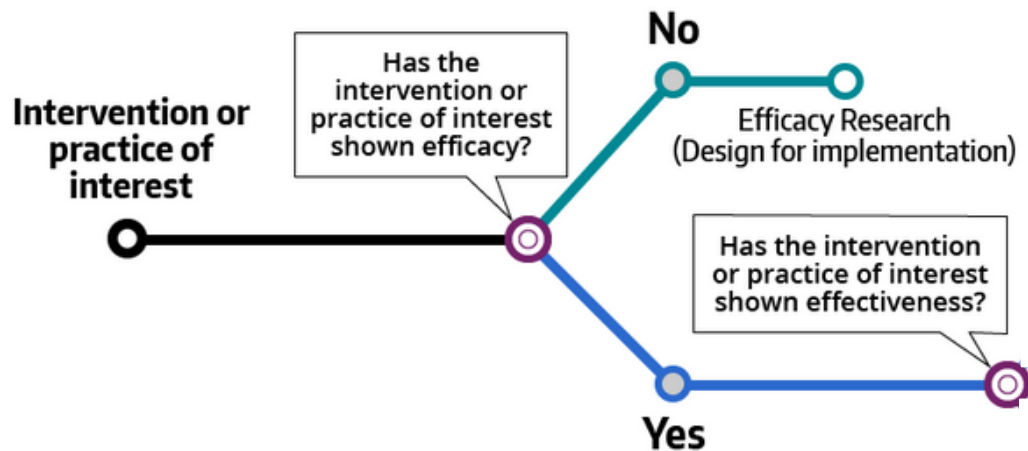 Intervention or
practice of
interest
Has the
intervention or
practice of interest
shown efficacy?
No
Efficacy Research
(Design for implementation)
Yes
Has the intervention
or practice of interest
shown effectiveness?